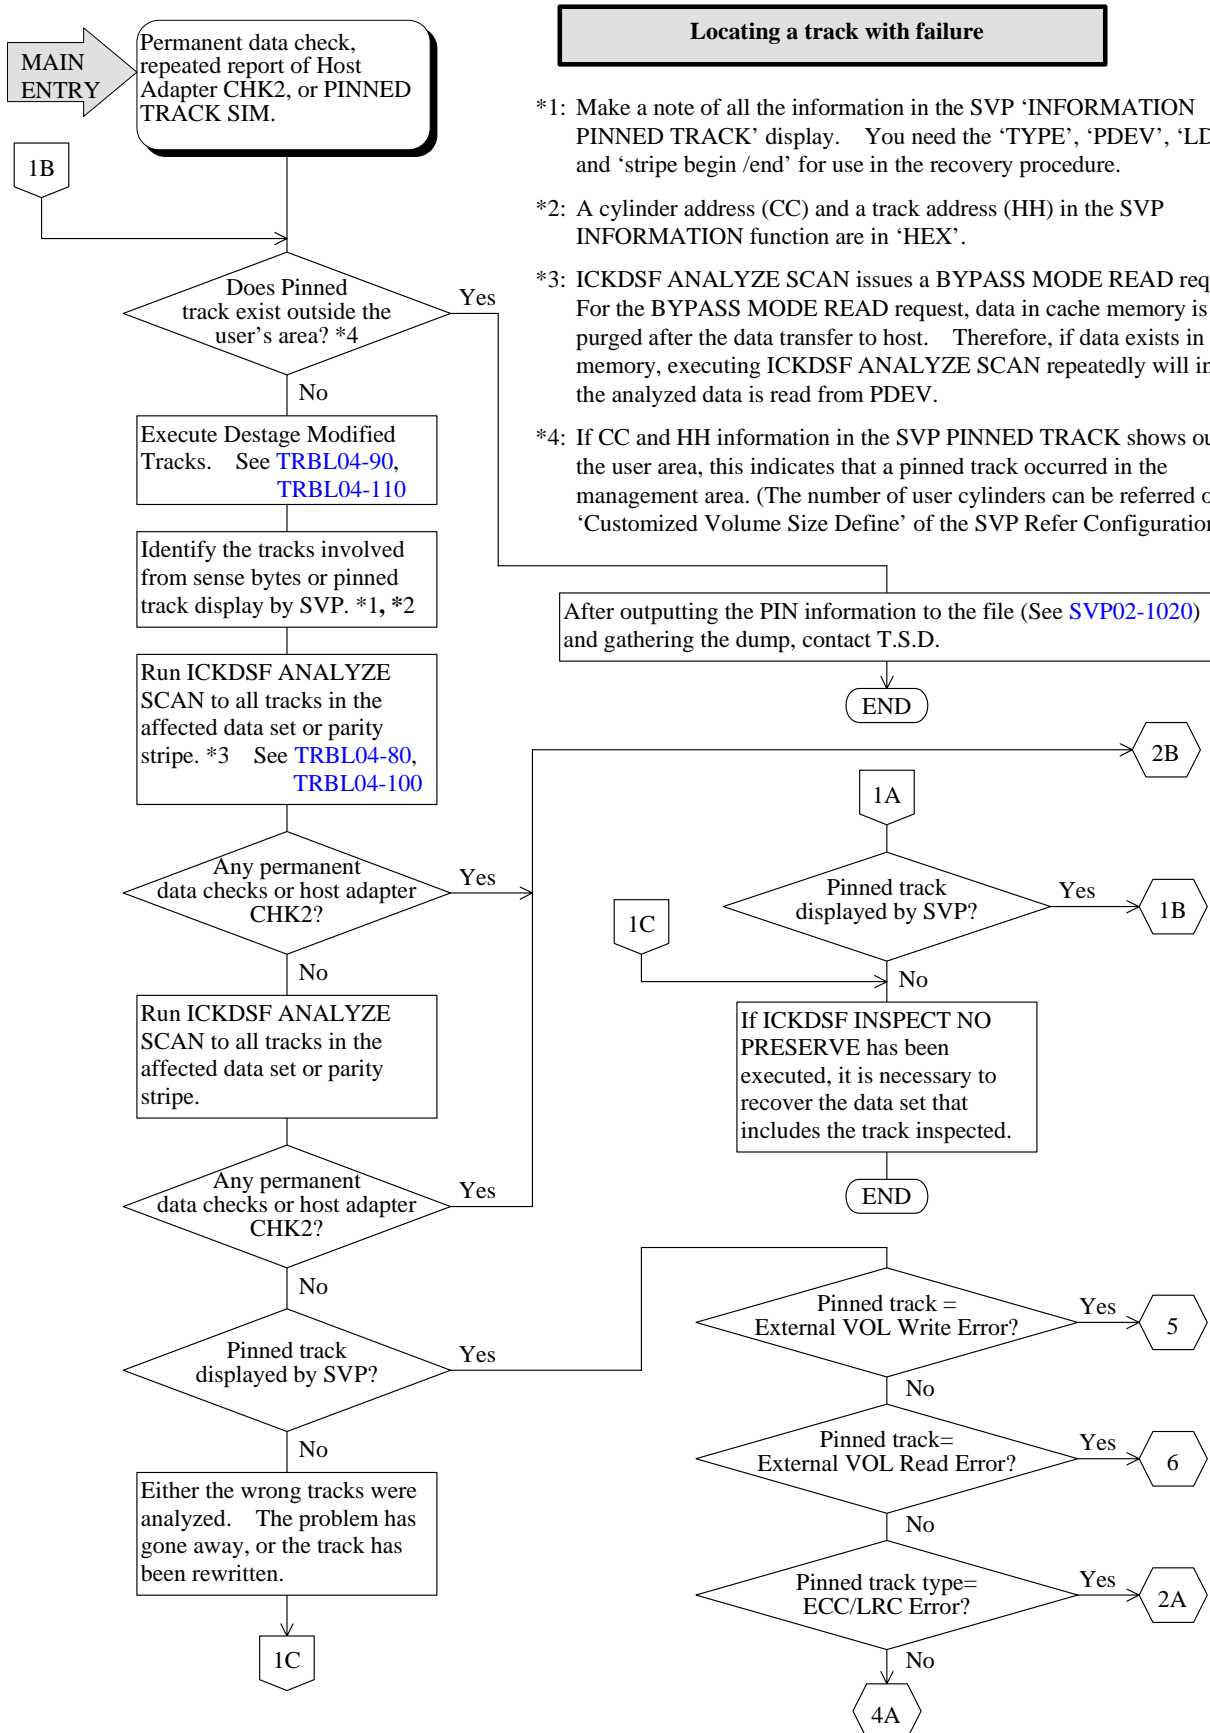 MAIN
ENTRY
Permanent data check,
repeated report of Host
Adapter CHK2, or PINNED
TRACK SIM.
1B
Does Pinned
track exist outside the
user's area? *4
Yes
No
Execute Destage Modified
Tracks. See TRBL04-90,
TRBL04-110
Identify the tracks involved
from sense bytes or pinned
track display by SVP. *1, *2
Run ICKDSF ANALYZE
SCAN to all tracks in the
affected data set or parity
stripe. *3 See TRBL04-80,
TRBL04-100
Any permanent
data checks or host adapter
CHK2?
Yes
No
Run ICKDSF ANALYZE
SCAN to all tracks in the
affected data set or parity
stripe.
Any permanent
data checks or host adapter
CHK2?
Yes
No
Pinned track
displayed by SVP?
Yes
No
Either the wrong tracks were
analyzed. The problem has
gone away, or the track has
been rewritten.
1C
Locating a track with failure
*1: Make a note of all the information in the SVP ‘INFORMATION
PINNED TRACK’ display. You need the ‘TYPE’, ‘PDEV’, ‘LD
and ‘stripe begin /end’ for use in the recovery procedure.
*2: A cylinder address (CC) and a track address (HH) in the SVP
INFORMATION function are in ‘HEX’.
*3: ICKDSF ANALYZE SCAN issues a BYPASS MODE READ req
For the BYPASS MODE READ request, data in cache memory is
purged after the data transfer to host. Therefore, if data exists in
memory, executing ICKDSF ANALYZE SCAN repeatedly will in
the analyzed data is read from PDEV.
*4: If CC and HH information in the SVP PINNED TRACK shows ou
the user area, this indicates that a pinned track occurred in the
management area. (The number of user cylinders can be referred o
‘Customized Volume Size Define’ of the SVP Refer Configuration
After outputting the PIN information to the file (See SVP02-1020)
and gathering the dump, contact T.S.D.
END
2B
1A
Pinned track
displayed by SVP?
Yes
1B
1C
No
If ICKDSF INSPECT NO
PRESERVE has been
executed, it is necessary to
recover the data set that
includes the track inspected.
END
Pinned track =
External VOL Write Error?
Yes
5
No
Pinned track=
External VOL Read Error?
Yes
6
No
Pinned track type=
ECC/LRC Error?
Yes
2A
No
4A